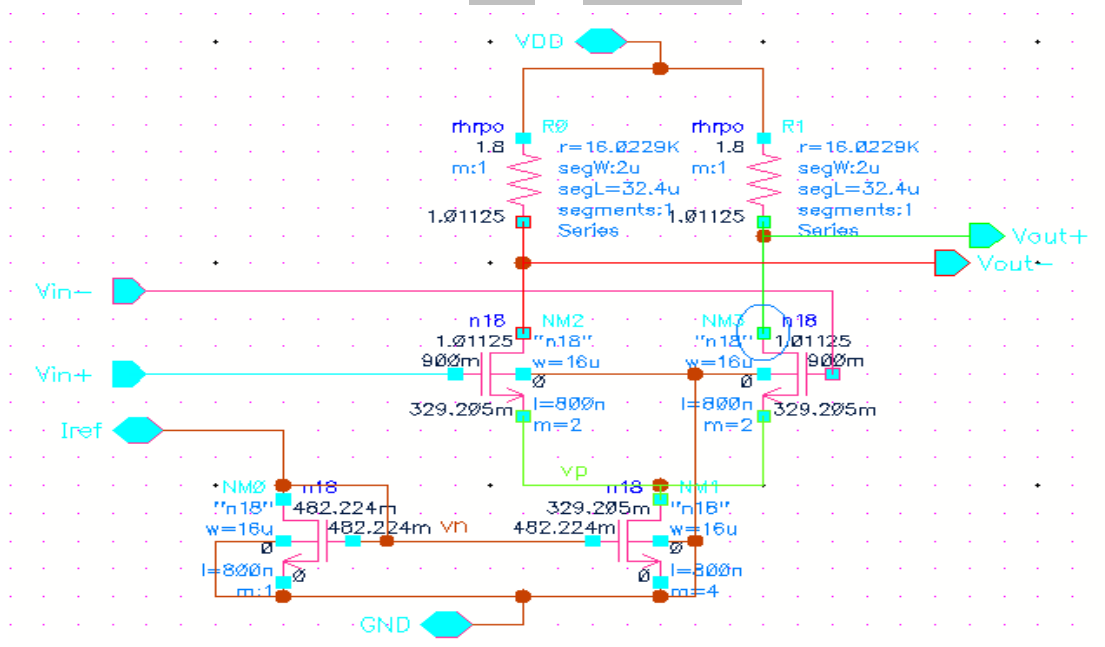 VDD
rhrpo R0
1.8 r=16.0229K
m:1 segW:2u
segL=32.4u
segments:1
1.01125 Series
rhrpo R1
1.8 r=16.0229K
m:1 segW:2u
segL=32.4u
segments:1
1.01125 Series
Vout+
Vout-
Vin-
n18 NM2
1.01125 "n18"
900m w=16u
0
329.205m l=800n
m=2
NM3 n18
"n18" 1.01125
w=16u 900m
0
l=800n 329.205m
m=2
Vin+
Iref
vp
NM0 n18
"n18" 482.224m
w=16u 482.224m vn
0
l=800n 0
m:1
n18 NM1
329.205m "n18"
482.224m w=16u
0
0 l=800n
m=4
GND